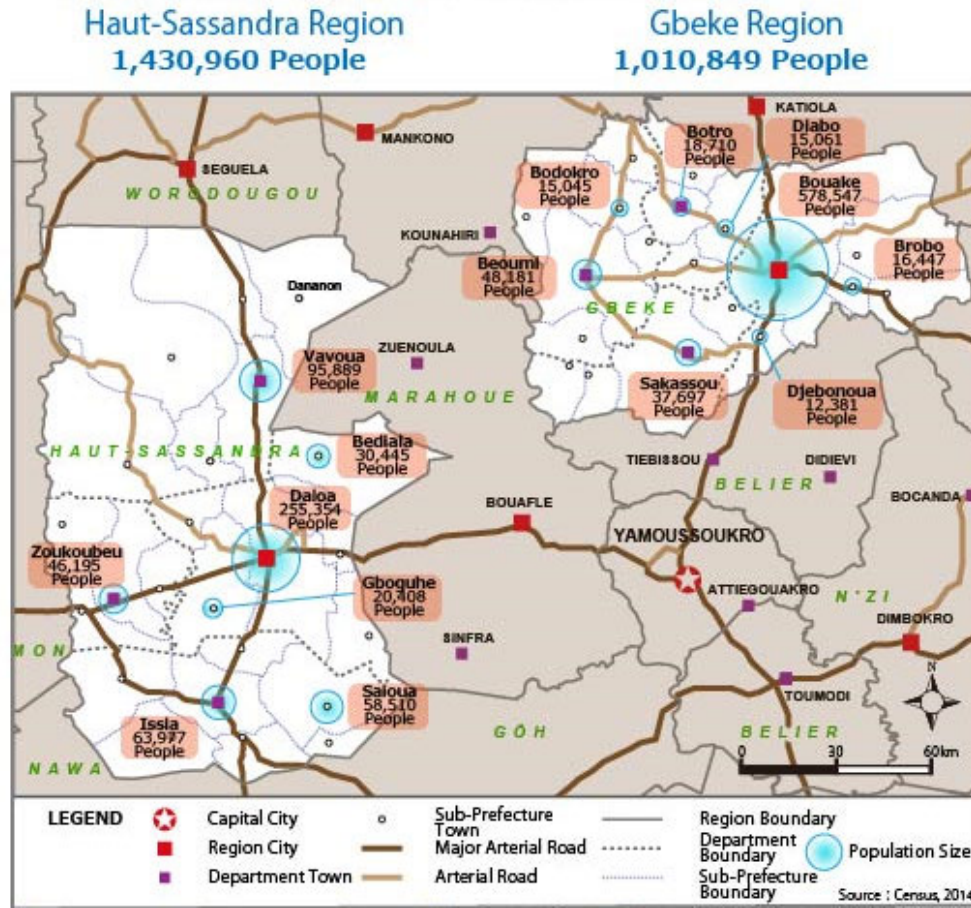 Haut-Sassandra Region
1,430,960 People
Gbeke Region
1,010,849 People
KATIOLA
MANKONO
Botro
18,710
People
Diabo
15,061
People
SEGUELA
WORODOUGOU
Bodokro
15,045
People
Bouake
578,547
People
KOUNAHIRI
Brobo
16,447
People
Beoumi
48,181
People
Dananon
GBEKE
Vavoua
95,889
People
ZUENOULA
MARAHOUE
Sakassou
37,697
People
Djebonoua
12,381
People
HAUT-SASSANDRA
Bediala
30,445
People
TIEBISSOU
DIDIEVI
BELIER
BOCANDA
Daloa
255,354
People
BOUAFLE
YAMOUSSOUKRO
Zoukoubeu
46,195
People
Gboguhe
20,408
People
ATTIEGOUAKRO
N'ZI
DIMBOKRO
MON
SINFRA
N
TOUMODI
Saioua
58,510
People
Issia
63,977
People
GÔH
BELIER
NAWA
0 30 60km
LEGEND
Capital City
Region City
Department Town
Sub-Prefecture
Town
Major Arterial Road
Arterial Road
Region Boundary
Department
Boundary
Sub-Prefecture
Boundary
Population Size
Source : Census, 2014